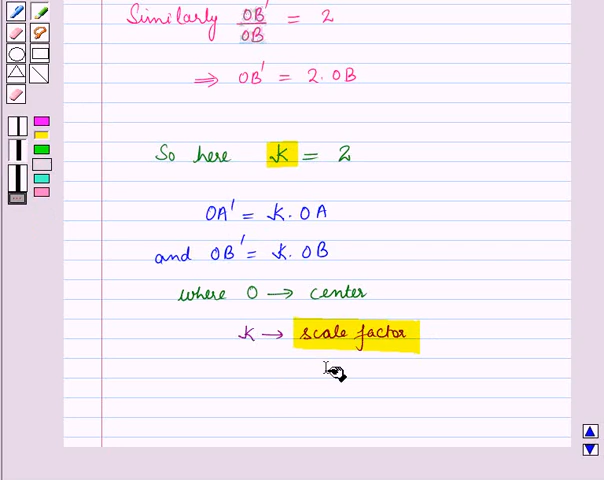 Similarly OB'/OB = 2
⇒ OB' = 2.OB
So here K = 2
OA' = K.OA
and OB' = K.OB
where O → center
K → scale factor